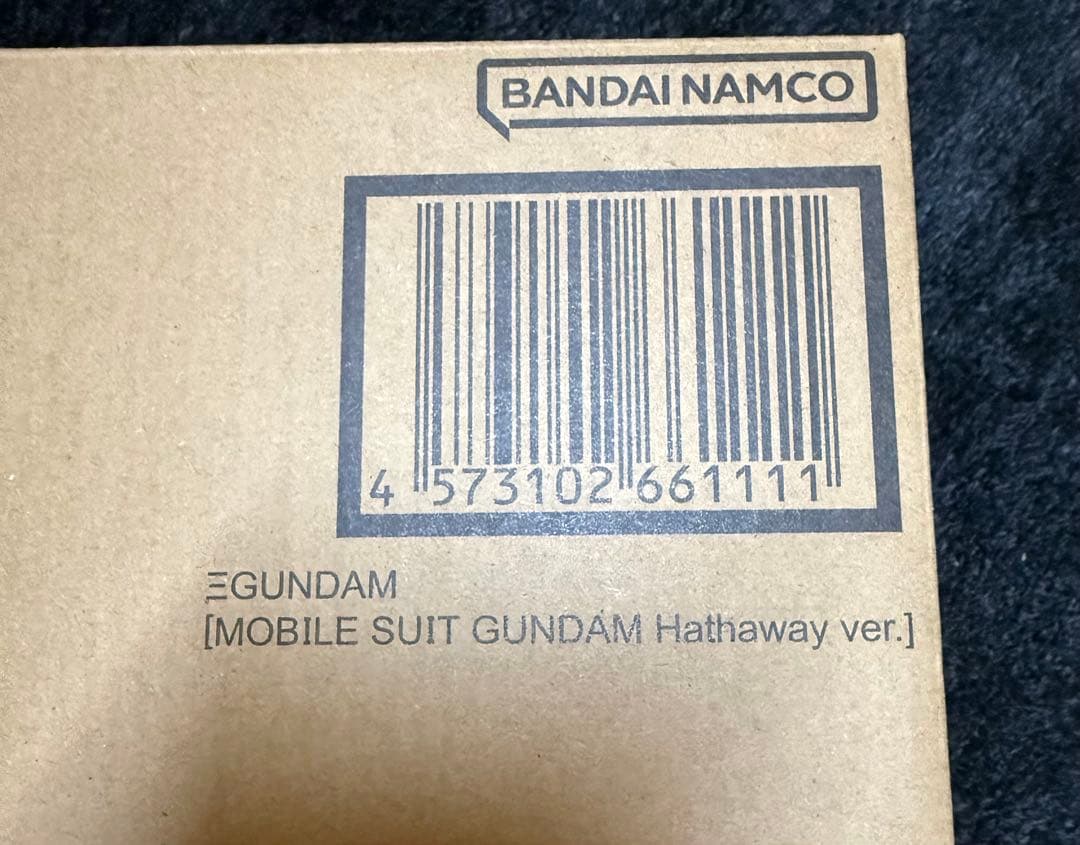 BANDAI NAMCO
4 573102 661111
ΞGUNDAM
[MOBILE SUIT GUNDAM Hathaway ver.]